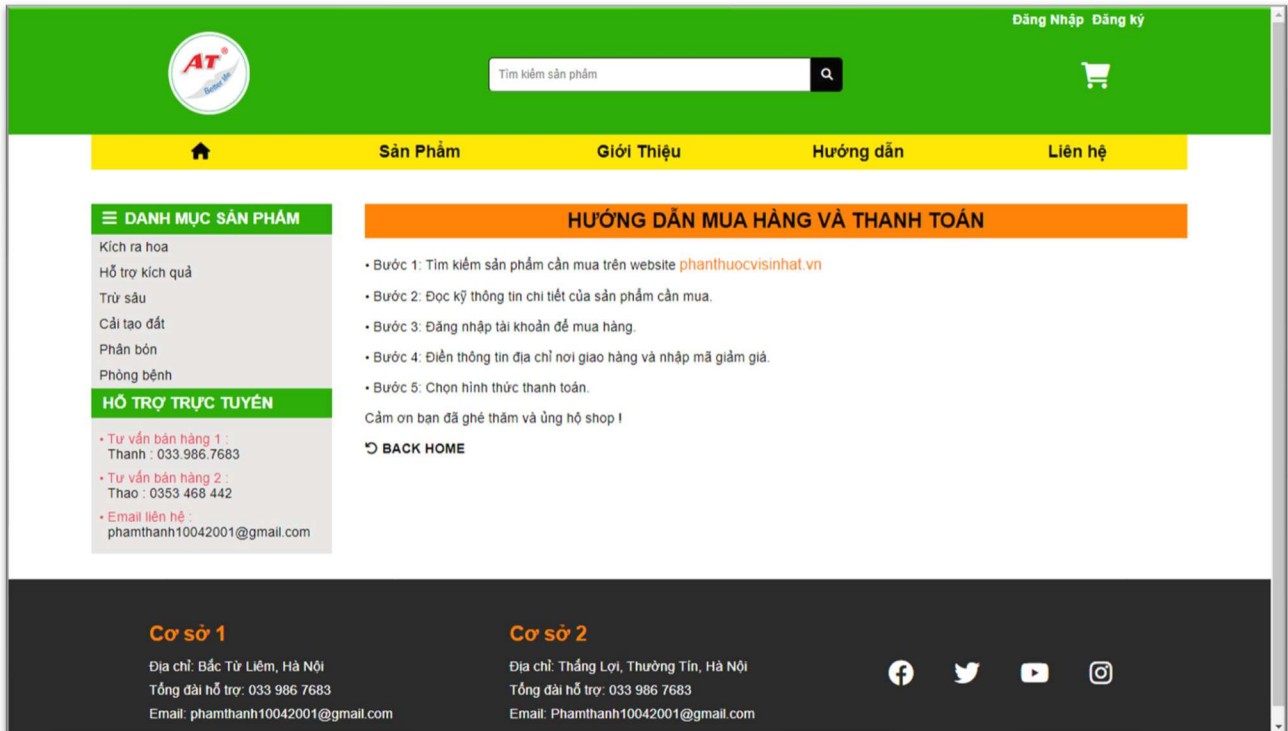 Đăng Nhập Đăng ký
AT®
Better life
Tìm kiếm sản phẩm
Sản Phẩm Giới Thiệu Hướng dẫn Liên hệ
DANH MỤC SẢN PHẨM
Kích ra hoa
Hỗ trợ kích quả
Trừ sâu
Cải tạo đất
Phân bón
Phòng bệnh
HỖ TRỢ TRỰC TUYẾN
• Tư vấn bán hàng 1 :
Thanh : 033.986.7683
• Tư vấn bán hàng 2 :
Thao : 0353 468 442
• Email liên hệ :
phamthanh10042001@gmail.com
HƯỚNG DẪN MUA HÀNG VÀ THANH TOÁN
• Bước 1: Tìm kiếm sản phẩm cần mua trên website phanthuocvisinhat.vn
• Bước 2: Đọc kỹ thông tin chi tiết của sản phẩm cần mua.
• Bước 3: Đăng nhập tài khoản để mua hàng.
• Bước 4: Điền thông tin địa chỉ nơi giao hàng và nhập mã giảm giá.
• Bước 5: Chọn hình thức thanh toán.
Cảm ơn bạn đã ghé thăm và ủng hộ shop !
BACK HOME
Cơ sở 1
Địa chỉ: Bắc Từ Liêm, Hà Nội
Tổng đài hỗ trợ: 033 986 7683
Email: phamthanh10042001@gmail.com
Cơ sở 2
Địa chỉ: Thắng Lợi, Thường Tín, Hà Nội
Tổng đài hỗ trợ: 033 986 7683
Email: Phamthanh10042001@gmail.com